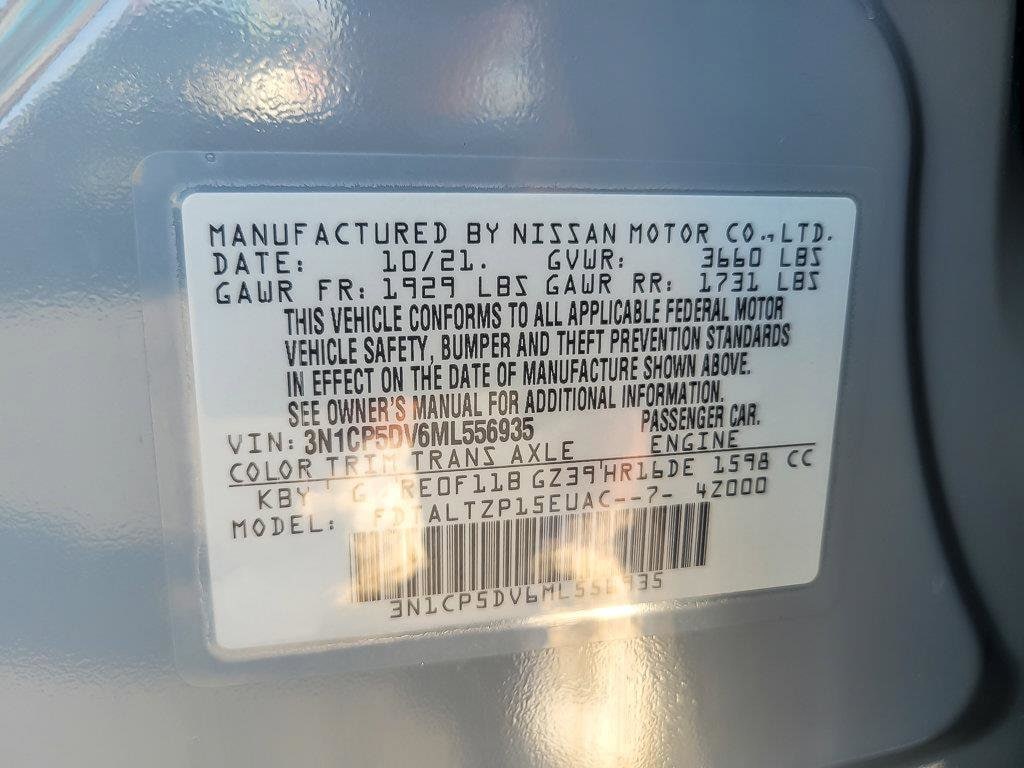 MANUFACTURED BY NISSAN MOTOR CO.,LTD.
DATE: 10/21. GVWR: 3660 LBS
GAWR FR: 1929 LBS GAWR RR: 1731 LBS
THIS VEHICLE CONFORMS TO ALL APPLICABLE FEDERAL MOTOR
VEHICLE SAFETY, BUMPER AND THEFT PREVENTION STANDARDS
IN EFFECT ON THE DATE OF MANUFACTURE SHOWN ABOVE.
SEE OWNER'S MANUAL FOR ADDITIONAL INFORMATION.
VIN: 3N1CP5DV6ML556935 PASSENGER CAR.
COLOR TRIM TRANS AXLE ENGINE
KBY G RE0F11B GZ39 HR16DE 1598 CC
MODEL: FDTALTZP15EUAC--7- 42000
3N1CP5DV6ML556935